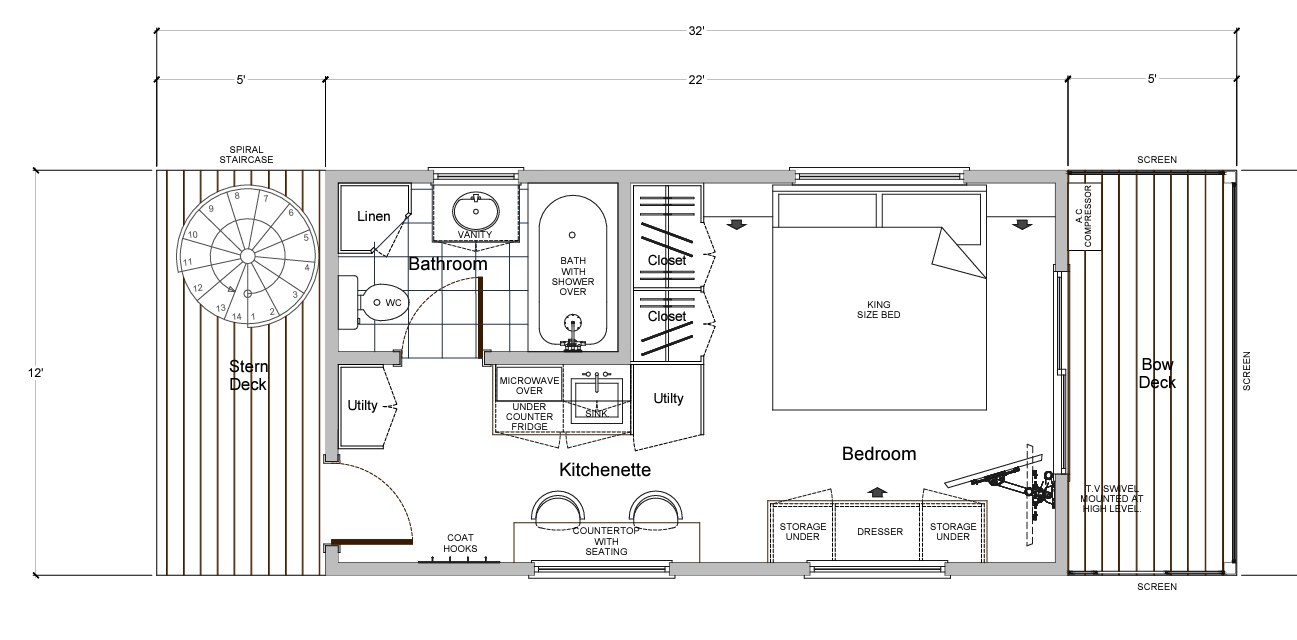 32'
5'
22'
5'
SPIRAL
STAIRCASE
SCREEN
8
7
9
6
10
5
11
4
12
3
13
2
14
1
Linen
VANITY
Bathroom
WC
BATH
WITH
SHOWER
OVER
Closet
Closet
KING
SIZE BED
A.C
COMPRESSOR
12'
Stern
Deck
Bow
Deck
SCREEN
Utilty
MICROWAVE
OVER
UNDER
COUNTER
FRIDGE
SINK
Utilty
Kitchenette
Bedroom
T.V SWIVEL
MOUNTED AT
HIGH LEVEL.
COAT
HOOKS
COUNTERTOP
WITH
SEATING
STORAGE
UNDER
DRESSER
STORAGE
UNDER
SCREEN